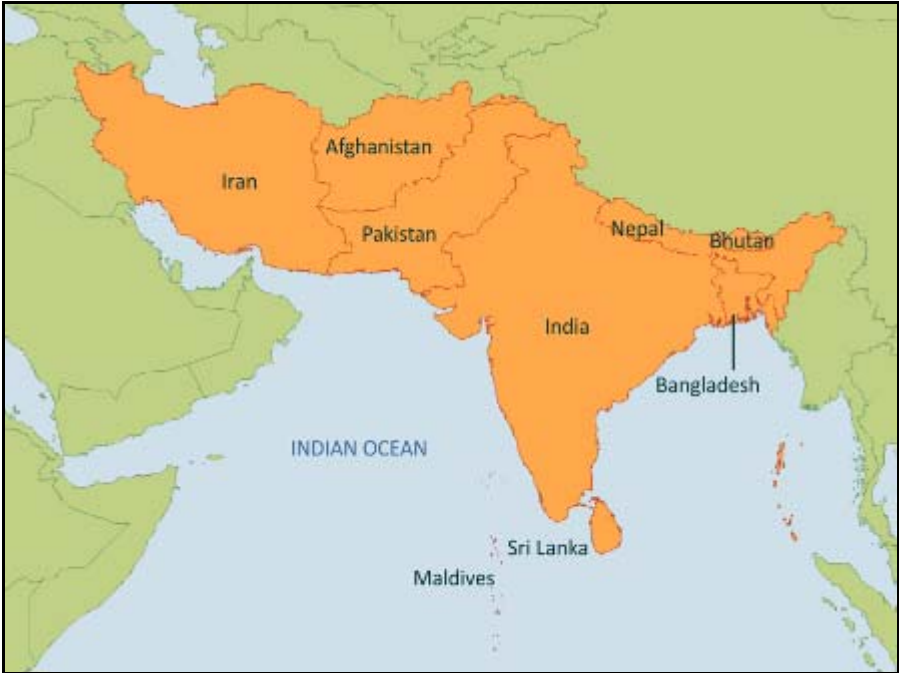 Afghanistan
Iran
Nepal
Pakistan
Bhutan
India
Bangladesh
INDIAN OCEAN
Sri Lanka
Maldives